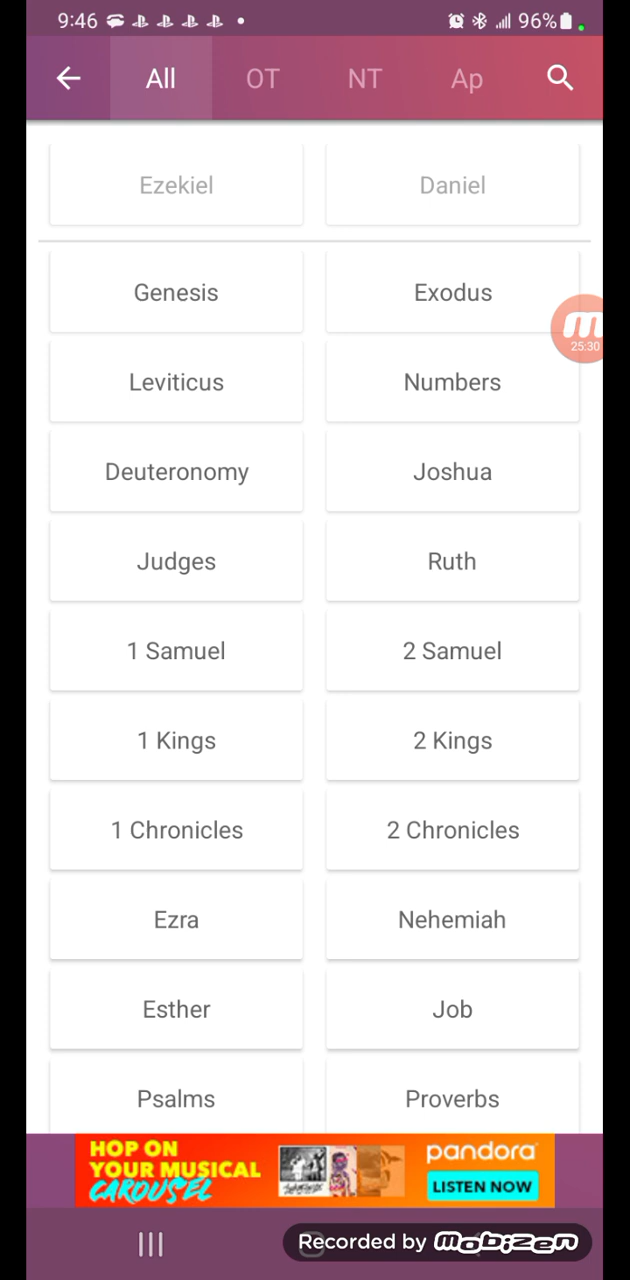 9:46 96%
All OT NT Ap
Ezekiel Daniel
Genesis Exodus
25:30
Leviticus Numbers
Deuteronomy Joshua
Judges Ruth
1 Samuel 2 Samuel
1 Kings 2 Kings
1 Chronicles 2 Chronicles
Ezra Nehemiah
Esther Job
Psalms Proverbs
HOP ON
YOUR MUSICAL
CAROUSEL
pandora
LISTEN NOW
Recorded by mobizen